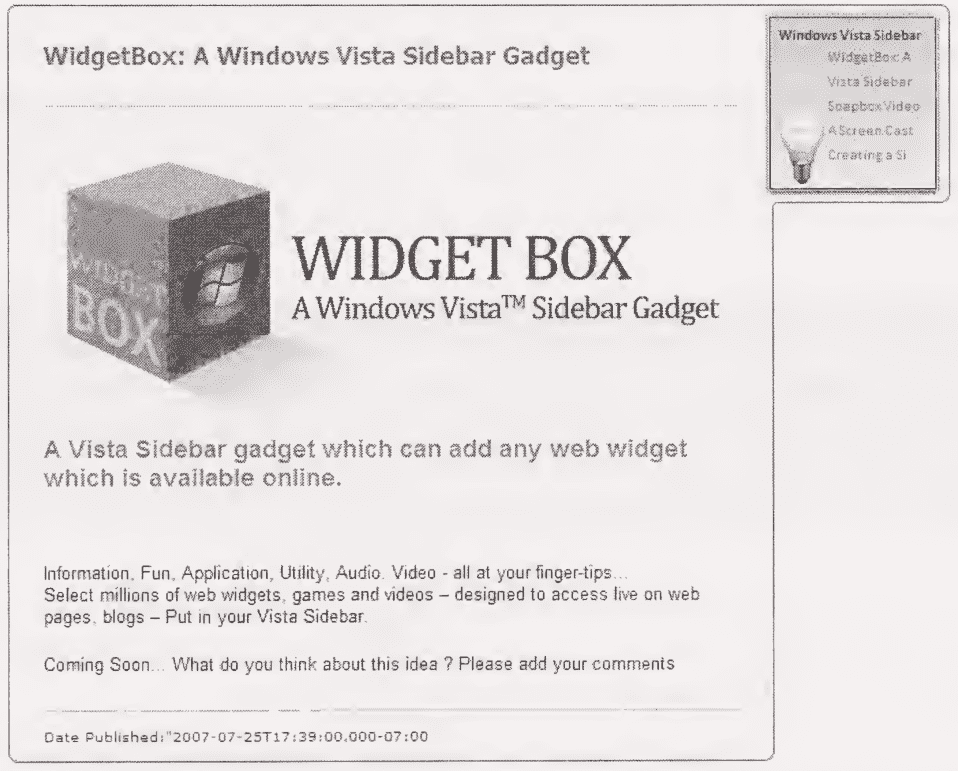 WidgetBox: A Windows Vista Sidebar Gadget
Windows Vista Sidebar
WidgetBox: A
Vista Sidebar
Soapbox Video
A Screen Cast
Creating a Si
WIDGET
BOX
WIDGET BOX
A Windows Vista™ Sidebar Gadget
A Vista Sidebar gadget which can add any web widget
which is available online.
Information, Fun, Application, Utility, Audio. Video - all at your finger-tips...
Select millions of web widgets, games and videos – designed to access live on web
pages, blogs – Put in your Vista Sidebar.
Coming Soon... What do you think about this idea ? Please add your comments
Date Published:"2007-07-25T17:39:00.000-07:00